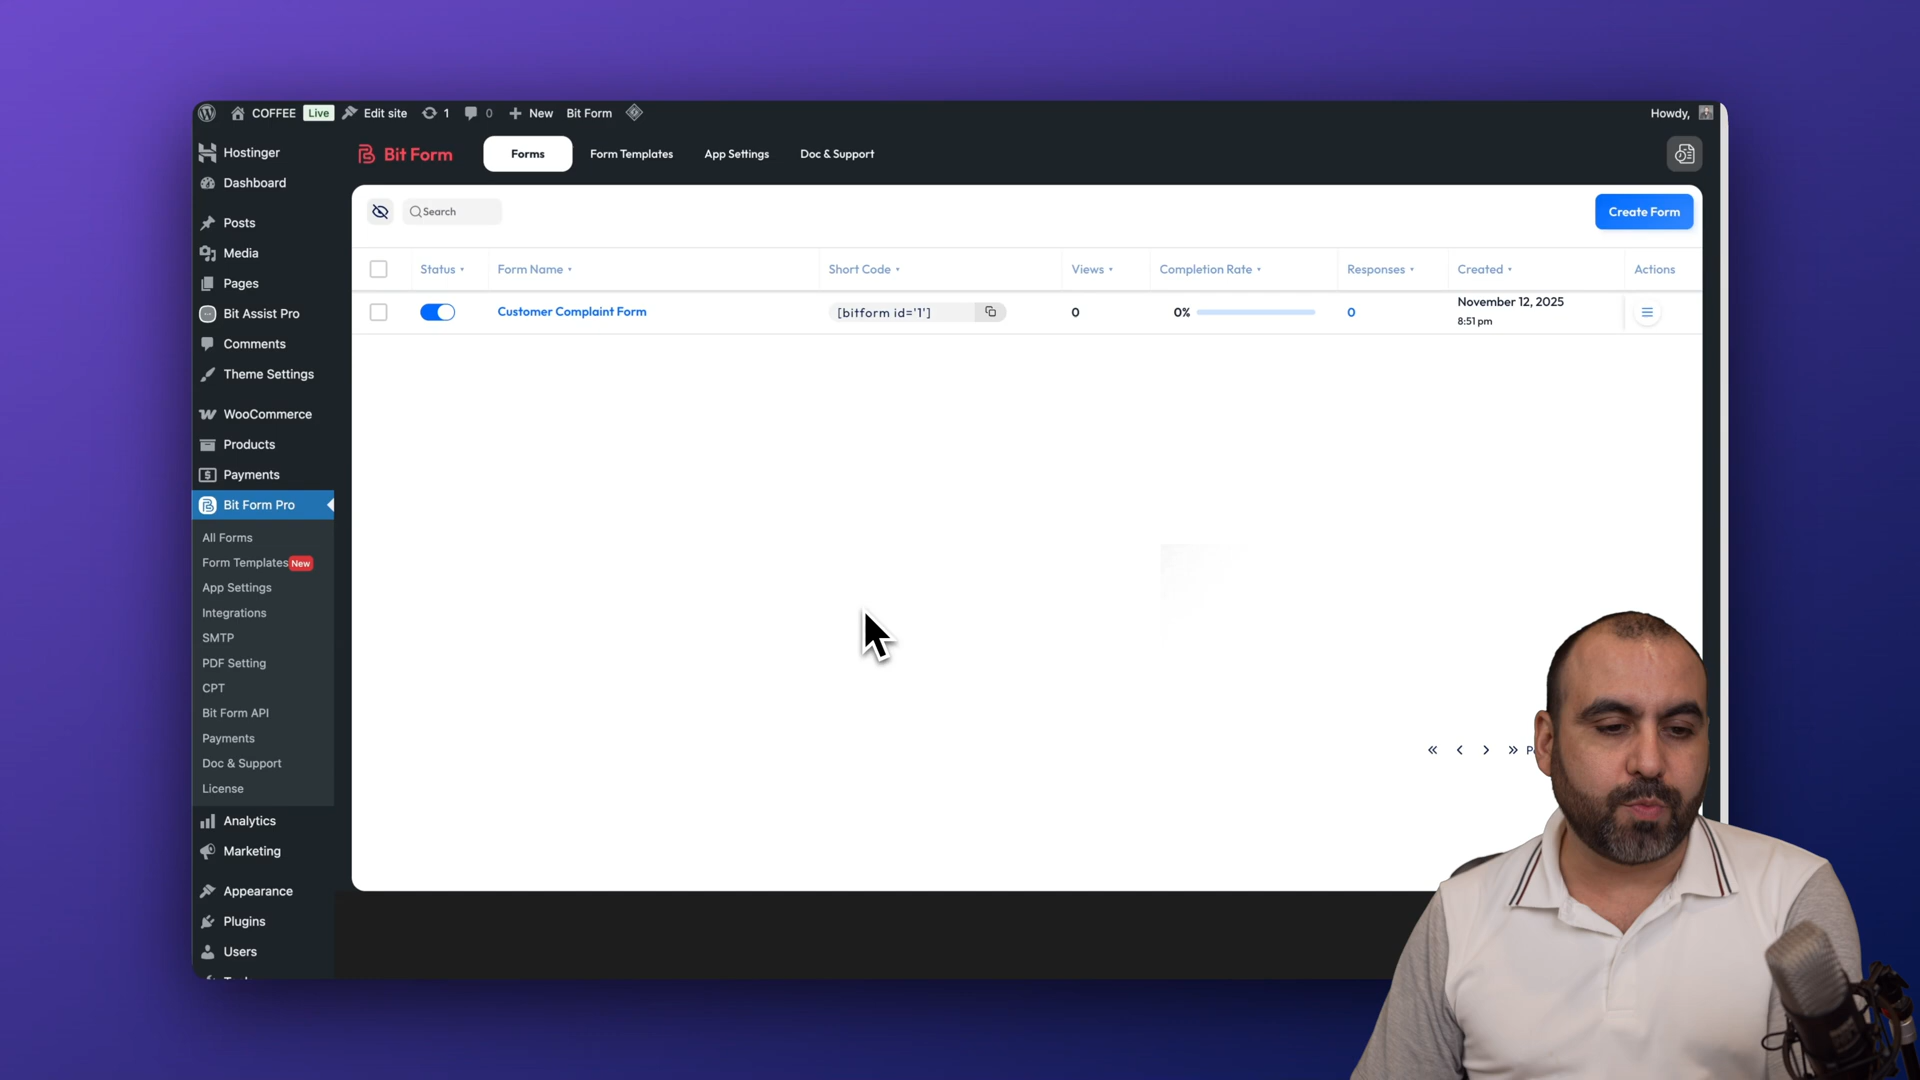 COFFEE Live Edit site 1 0 New Bit Form
Howdy,
Hostinger
Dashboard
Posts
Media
Pages
Bit Assist Pro
Comments
Theme Settings
WooCommerce
Products
Payments
Bit Form Pro
All Forms
Form Templates New
App Settings
Integrations
SMTP
PDF Setting
CPT
Bit Form API
Payments
Doc & Support
License
Analytics
Marketing
Appearance
Plugins
Users
Bit Form Forms Form Templates App Settings Doc & Support
Search
Create Form
Status Form Name Short Code Views Completion Rate Responses Created Actions
Customer Complaint Form [bitform id='1'] 0 0% 0 November 12, 2025
8:51 pm